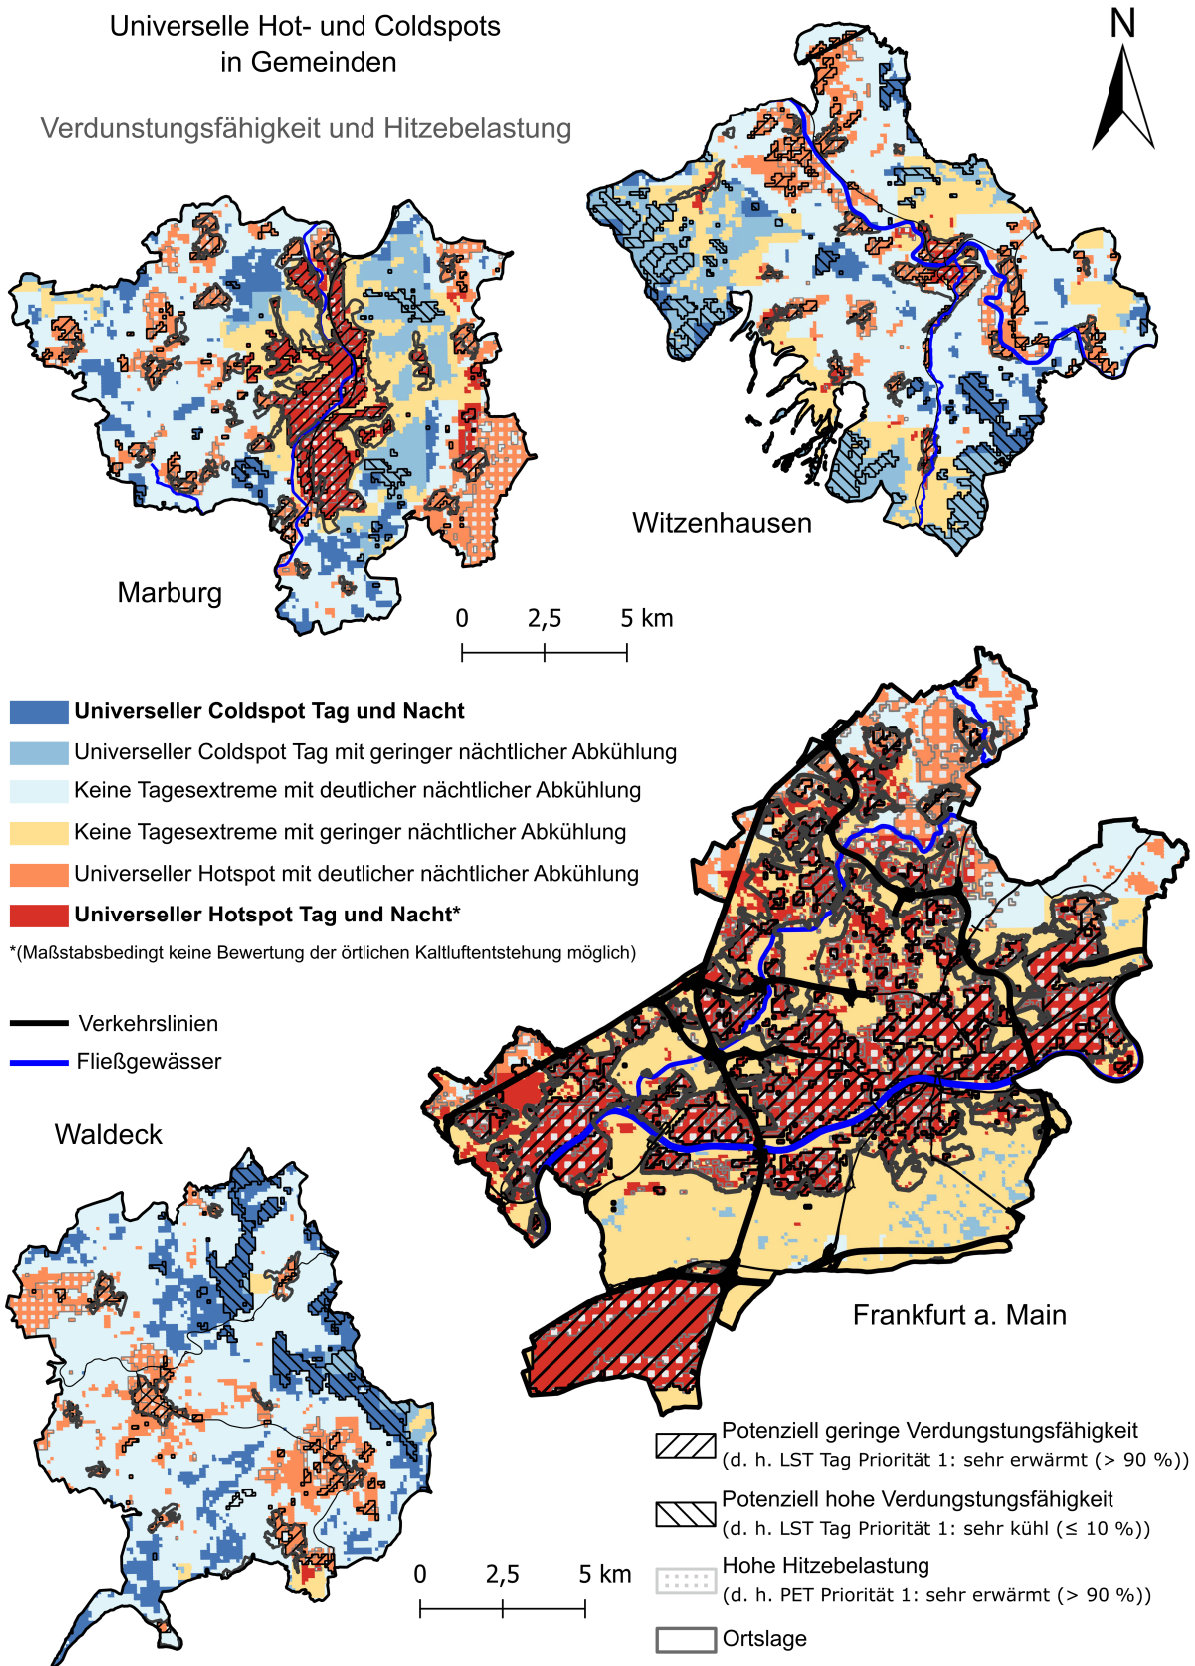 Universelle Hot- und Coldspots
in Gemeinden
Verdunstungsfähigkeit und Hitzebelastung
N
Witzenhausen
Marburg
0 2,5 5 km
Universeller Coldspot Tag und Nacht
Universeller Coldspot Tag mit geringer nächtlicher Abkühlung
Keine Tagesextreme mit deutlicher nächtlicher Abkühlung
Keine Tagesextreme mit geringer nächtlicher Abkühlung
Universeller Hotspot mit deutlicher nächtlicher Abkühlung
Universeller Hotspot Tag und Nacht*
*(Maßstabsbedingt keine Bewertung der örtlichen Kaltluftentstehung möglich)
Verkehrslinien
Fließgewässer
Waldeck
Frankfurt a. Main
Potenziell geringe Verdungstungsfähigkeit
(d. h. LST Tag Priorität 1: sehr erwärmt (> 90 %))
Potenziell hohe Verdungstungsfähigkeit
(d. h. LST Tag Priorität 1: sehr kühl (≤ 10 %))
Hohe Hitzebelastung
(d. h. PET Priorität 1: sehr erwärmt (> 90 %))
Ortslage
0 2,5 5 km